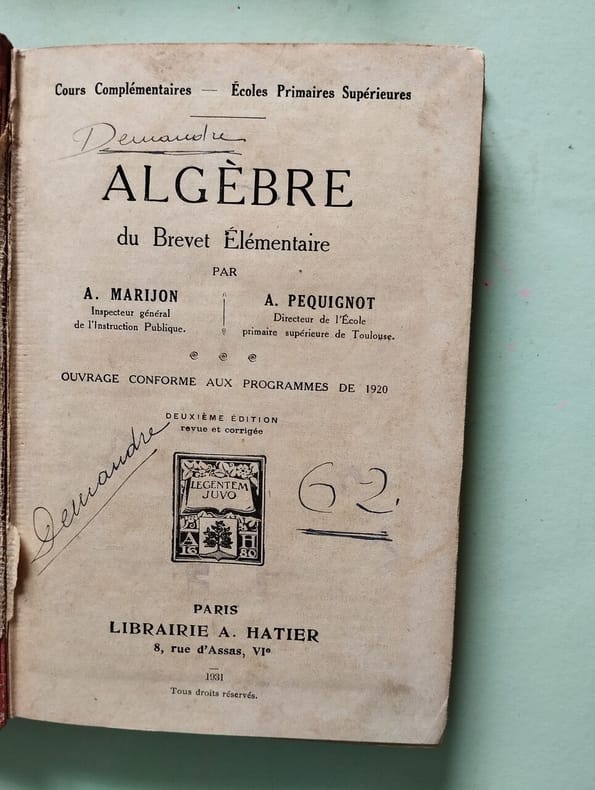 Cours Complémentaires — Écoles Primaires Supérieures
Demandre
ALGÈBRE
du Brevet Élémentaire
PAR
A. MARIJON
Inspecteur général
de l'Instruction Publique.
A. PEQUIGNOT
Directeur de l'École
primaire supérieure de Toulouse.
OUVRAGE CONFORME AUX PROGRAMMES DE 1920
DEUXIÈME ÉDITION
revue et corrigée
Demandre
LEGENTEM
JUVO
A H
16 80
62
PARIS
LIBRAIRIE A. HATIER
8, rue d'Assas, VIe
1931
Tous droits réservés.